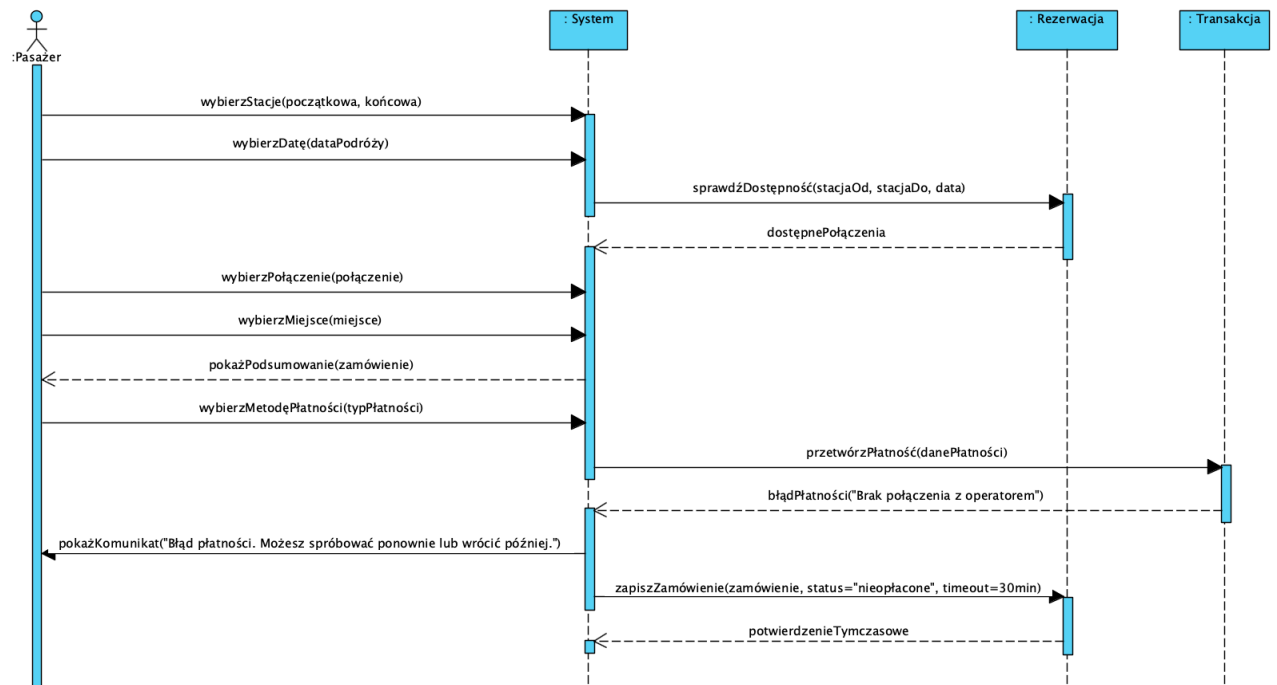 : System
: Rezerwacja
: Transakcja
:Pasażer
wybierzStacje(początkowa, końcowa)
wybierzDatę(dataPodróży)
sprawdźDostępność(stacjaOd, stacjaDo, data)
dostępnePołączenia
wybierzPołączenie(połączenie)
wybierzMiejsce(miejsce)
pokażPodsumowanie(zamówienie)
wybierzMetodęPłatności(typPłatności)
przetwórzPłatność(danePłatności)
błądPłatności("Brak połączenia z operatorem")
pokażKomunikat("Błąd płatności. Możesz spróbować ponownie lub wrócić później.")
zapiszZamówienie(zamówienie, status="nieopłacone", timeout=30min)
potwierdzenieTymczasowe